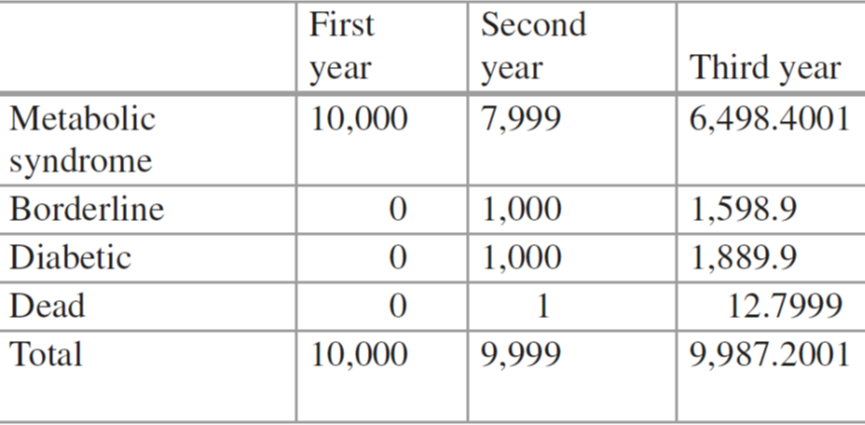 First year Second year Third year
Metabolic syndrome 10,000 7,999 6,498.4001
Borderline 0 1,000 1,598.9
Diabetic 0 1,000 1,889.9
Dead 0 1 12.7999
Total 10,000 9,999 9,987.2001